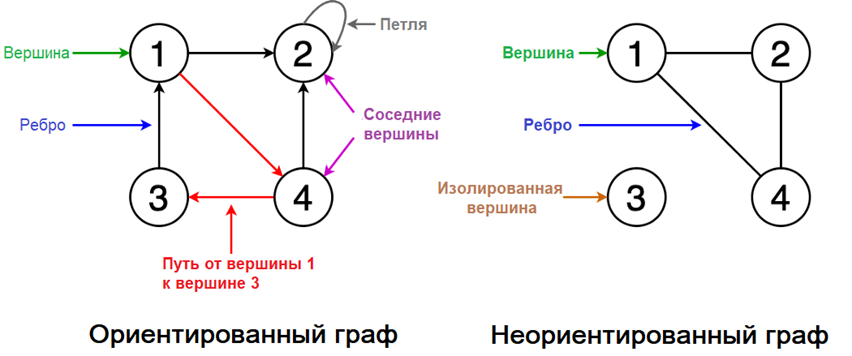 Вершина
1
2
Петля
Соседние
вершины
Ребро
3
4
Путь от вершины 1
к вершине 3
Ориентированный граф
Вершина
1
2
Ребро
Изолированная
вершина
3
4
Неориентированный граф